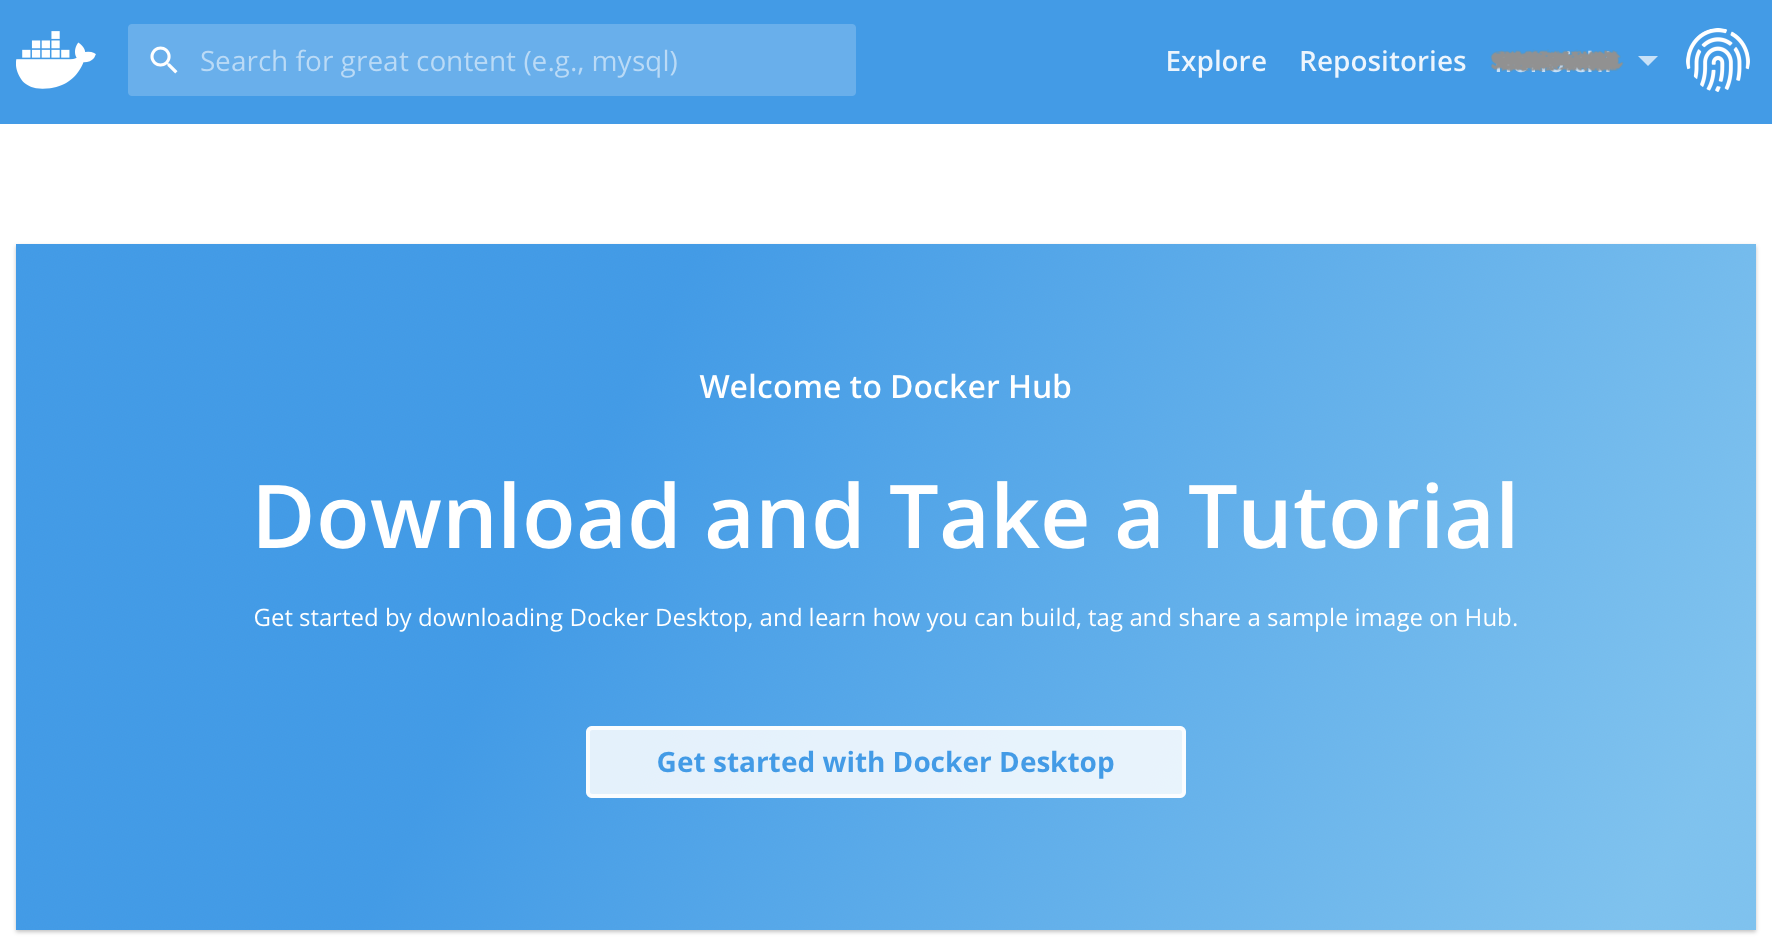 Search for great content (e.g., mysql)
Explore
Repositories
Welcome to Docker Hub
Download and Take a Tutorial
Get started by downloading Docker Desktop, and learn how you can build, tag and share a sample image on Hub.
Get started with Docker Desktop